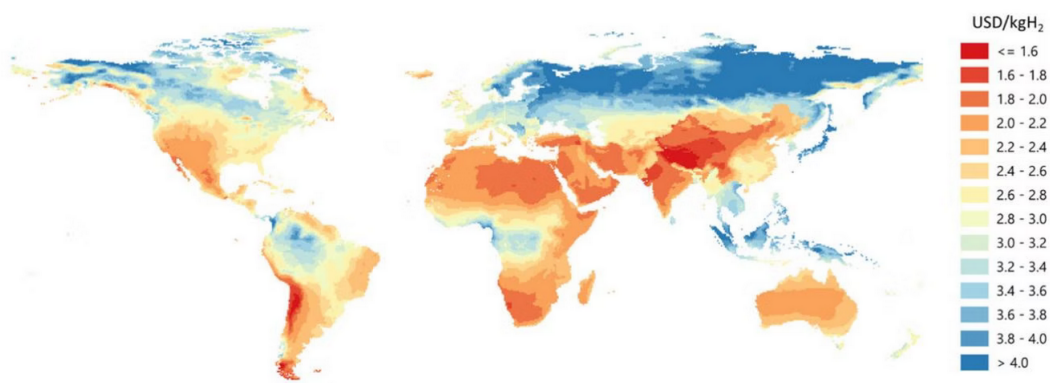 USD/kgH₂
<= 1.6
1.6 - 1.8
1.8 - 2.0
2.0 - 2.2
2.2 - 2.4
2.4 - 2.6
2.6 - 2.8
2.8 - 3.0
3.0 - 3.2
3.2 - 3.4
3.4 - 3.6
3.6 - 3.8
3.8 - 4.0
> 4.0